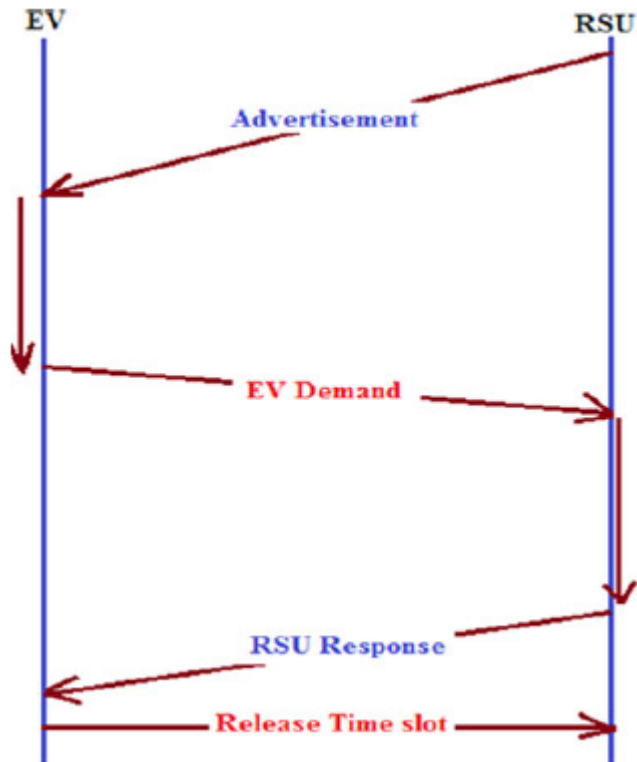 EV
RSU
Advertisement
EV Demand
RSU Response
Release Time slot